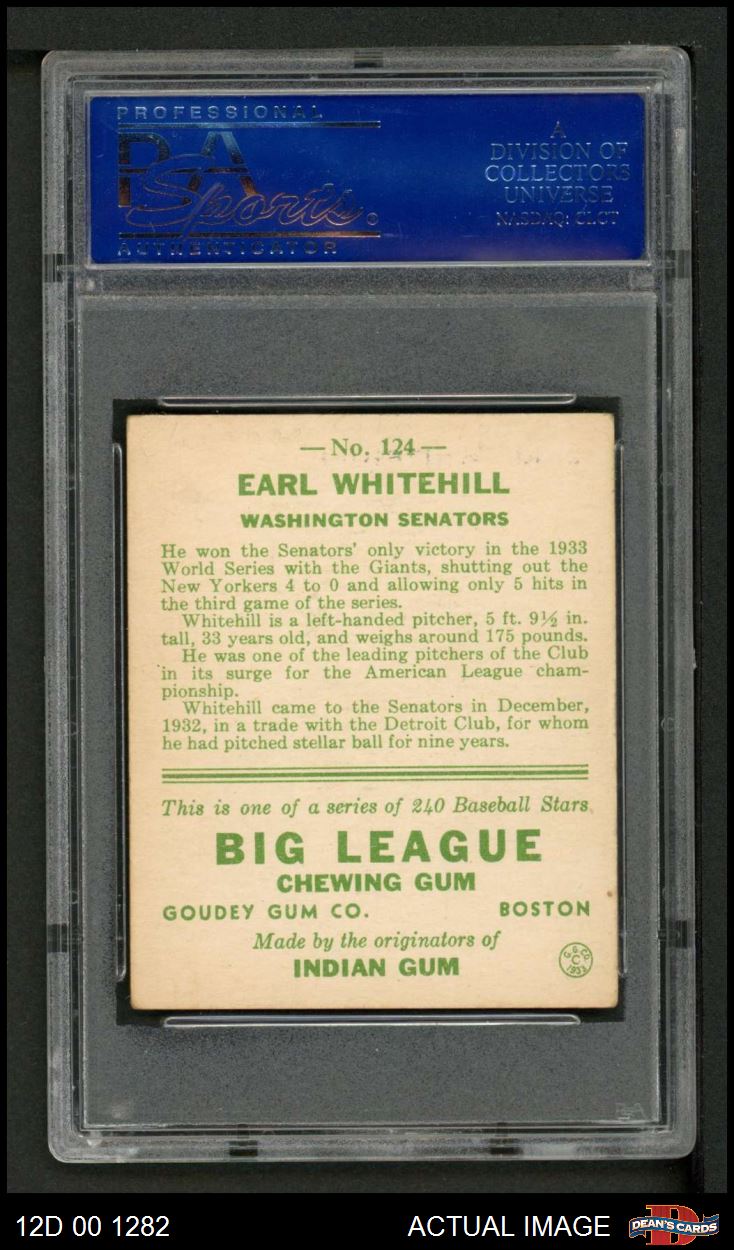 PROFESSIONAL
PSA
Sports
AUTHENTICATOR
A
DIVISION OF
COLLECTORS
UNIVERSE
NASDAQ: CLCT
— No. 124 —
EARL WHITEHILL
WASHINGTON SENATORS
He won the Senators' only victory in the 1933
World Series with the Giants, shutting out the
New Yorkers 4 to 0 and allowing only 5 hits in
the third game of the series.
Whitehill is a left-handed pitcher, 5 ft. 9½ in.
tall, 33 years old, and weighs around 175 pounds.
He was one of the leading pitchers of the Club
in its surge for the American League cham-
pionship.
Whitehill came to the Senators in December,
1932, in a trade with the Detroit Club, for whom
he had pitched stellar ball for nine years.
This is one of a series of 240 Baseball Stars
BIG LEAGUE
CHEWING GUM
GOUDEY GUM CO. BOSTON
Made by the originators of
INDIAN GUM
G. G. CO.
C
1933
12D 00 1282 ACTUAL IMAGE DEAN'S CARDS